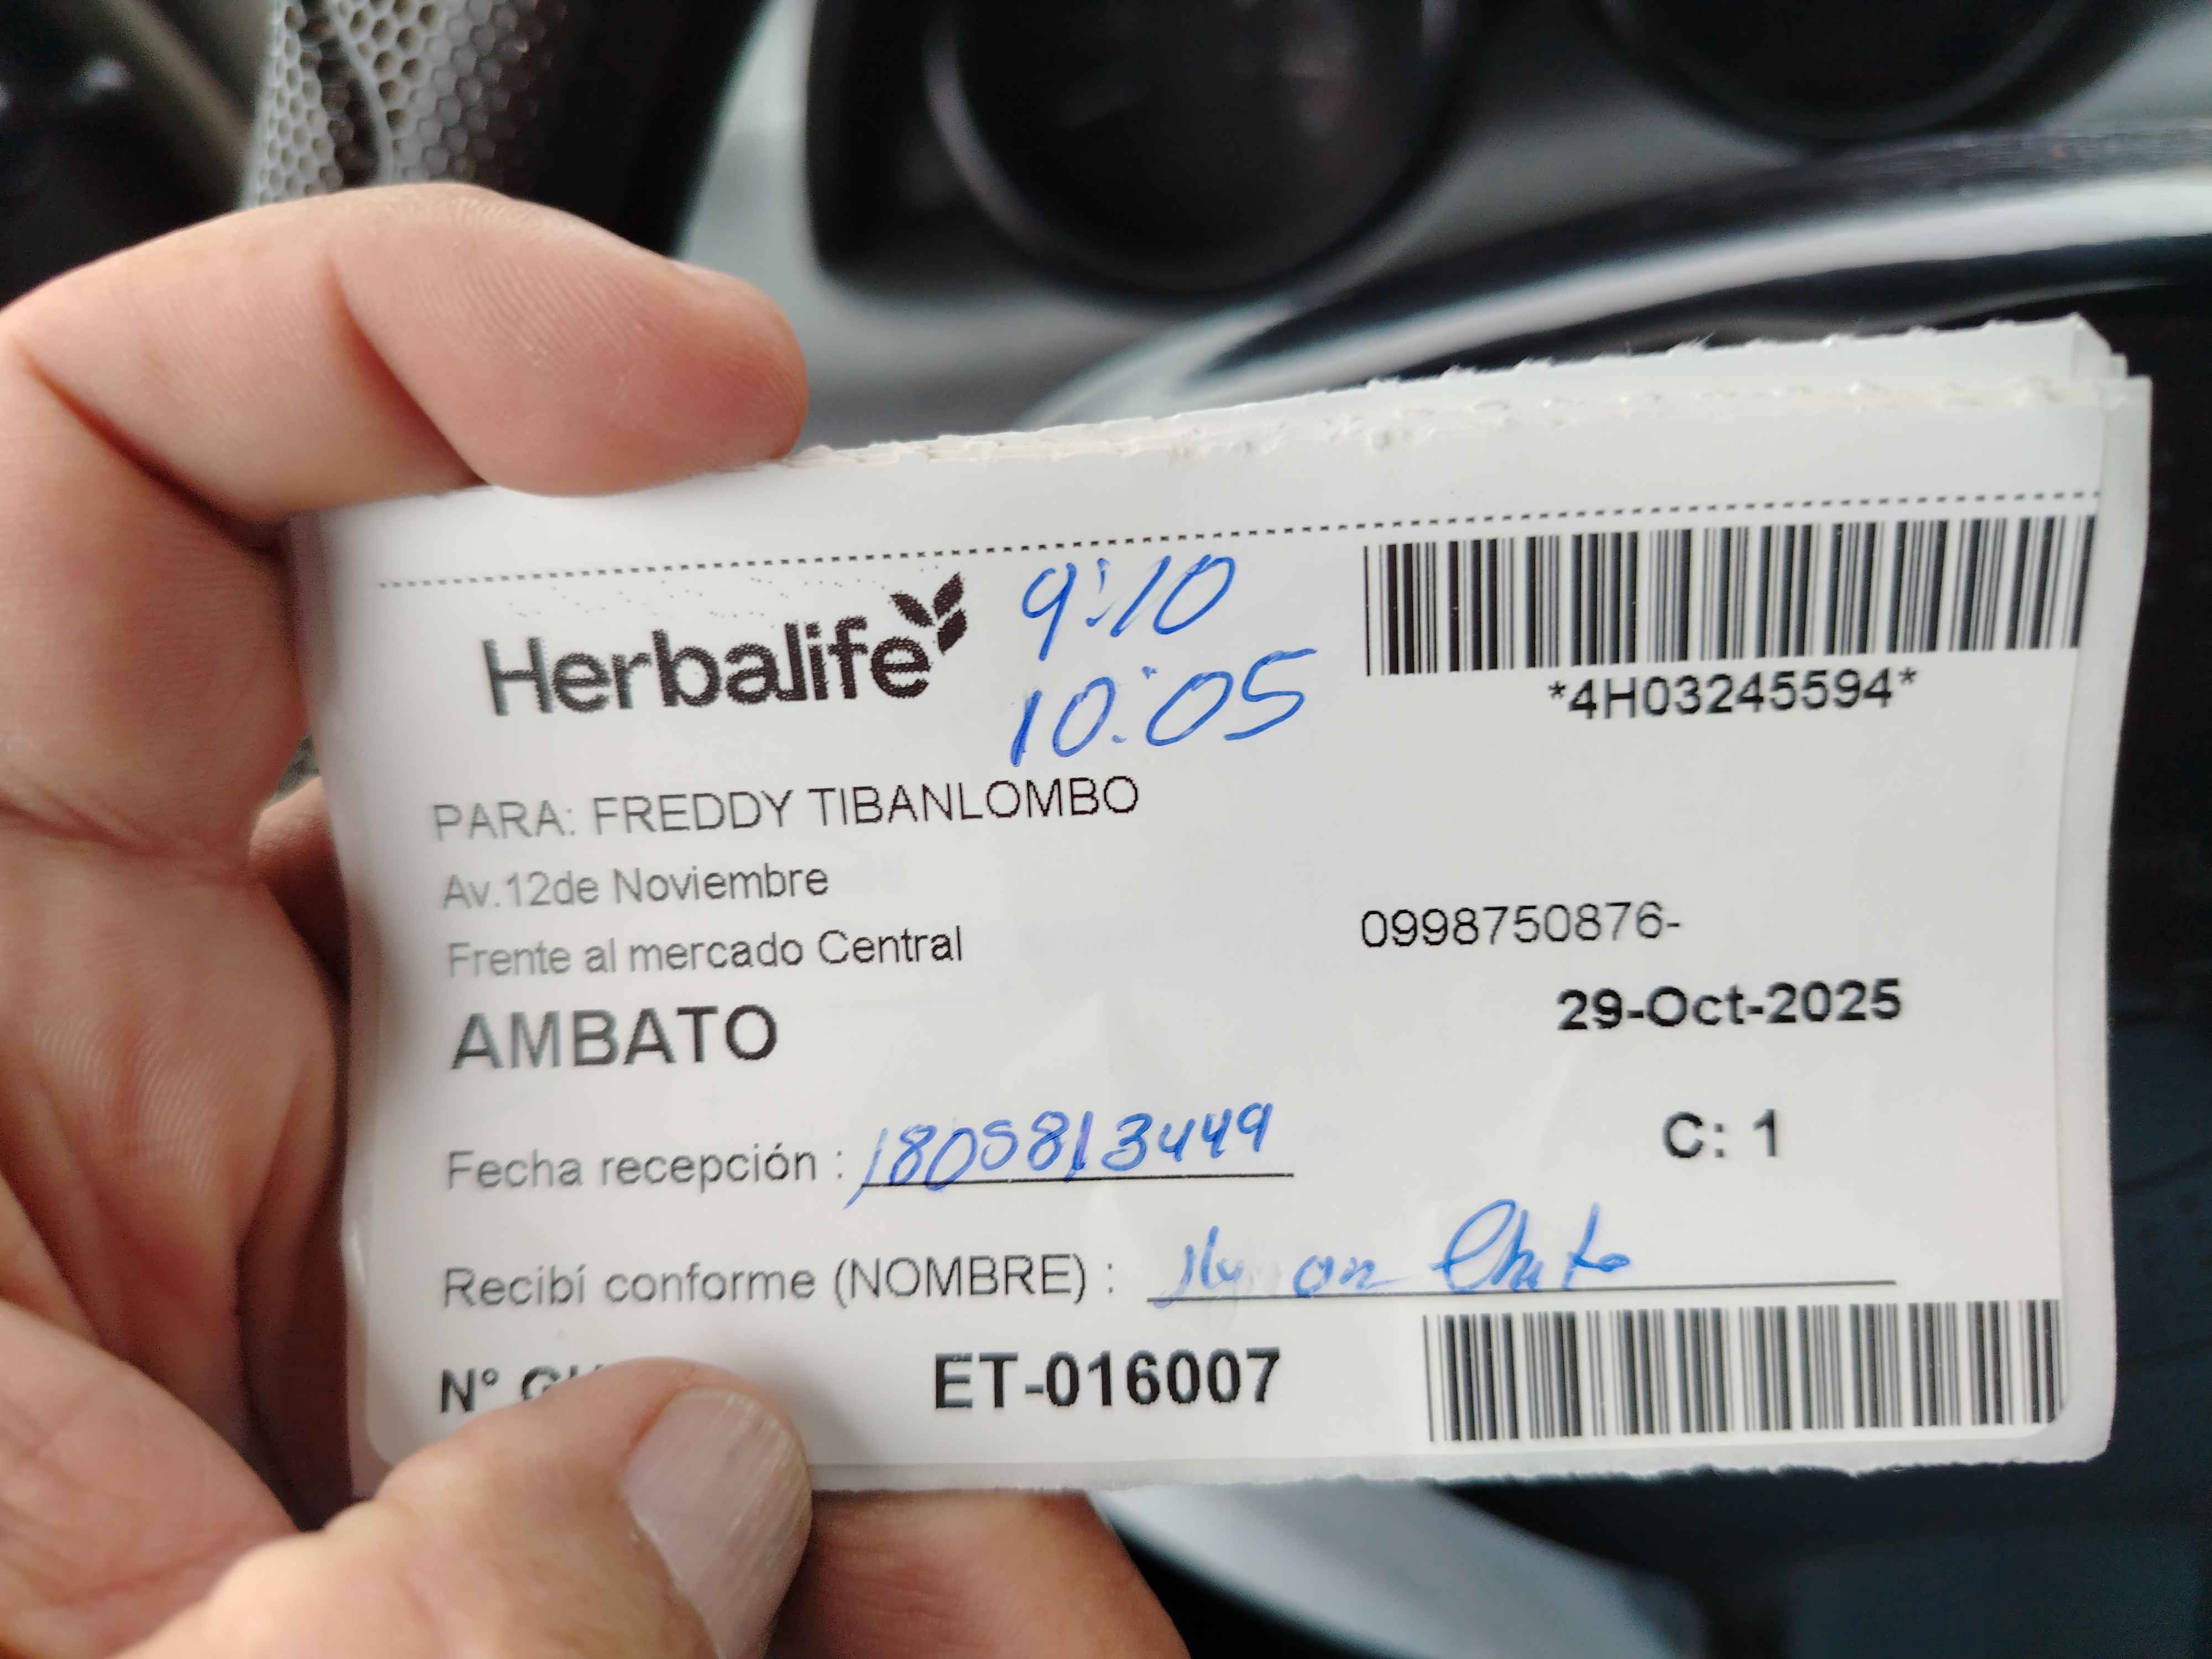 Herbalife
9:10
10:05
*4H03245594*
PARA: FREDDY TIBANLOMBO
Av.12de Noviembre
Frente al mercado Central
0998750876-
AMBATO
29-Oct-2025
Fecha recepción : 1805813449
C: 1
Recibí conforme (NOMBRE) :
N° ET-016007